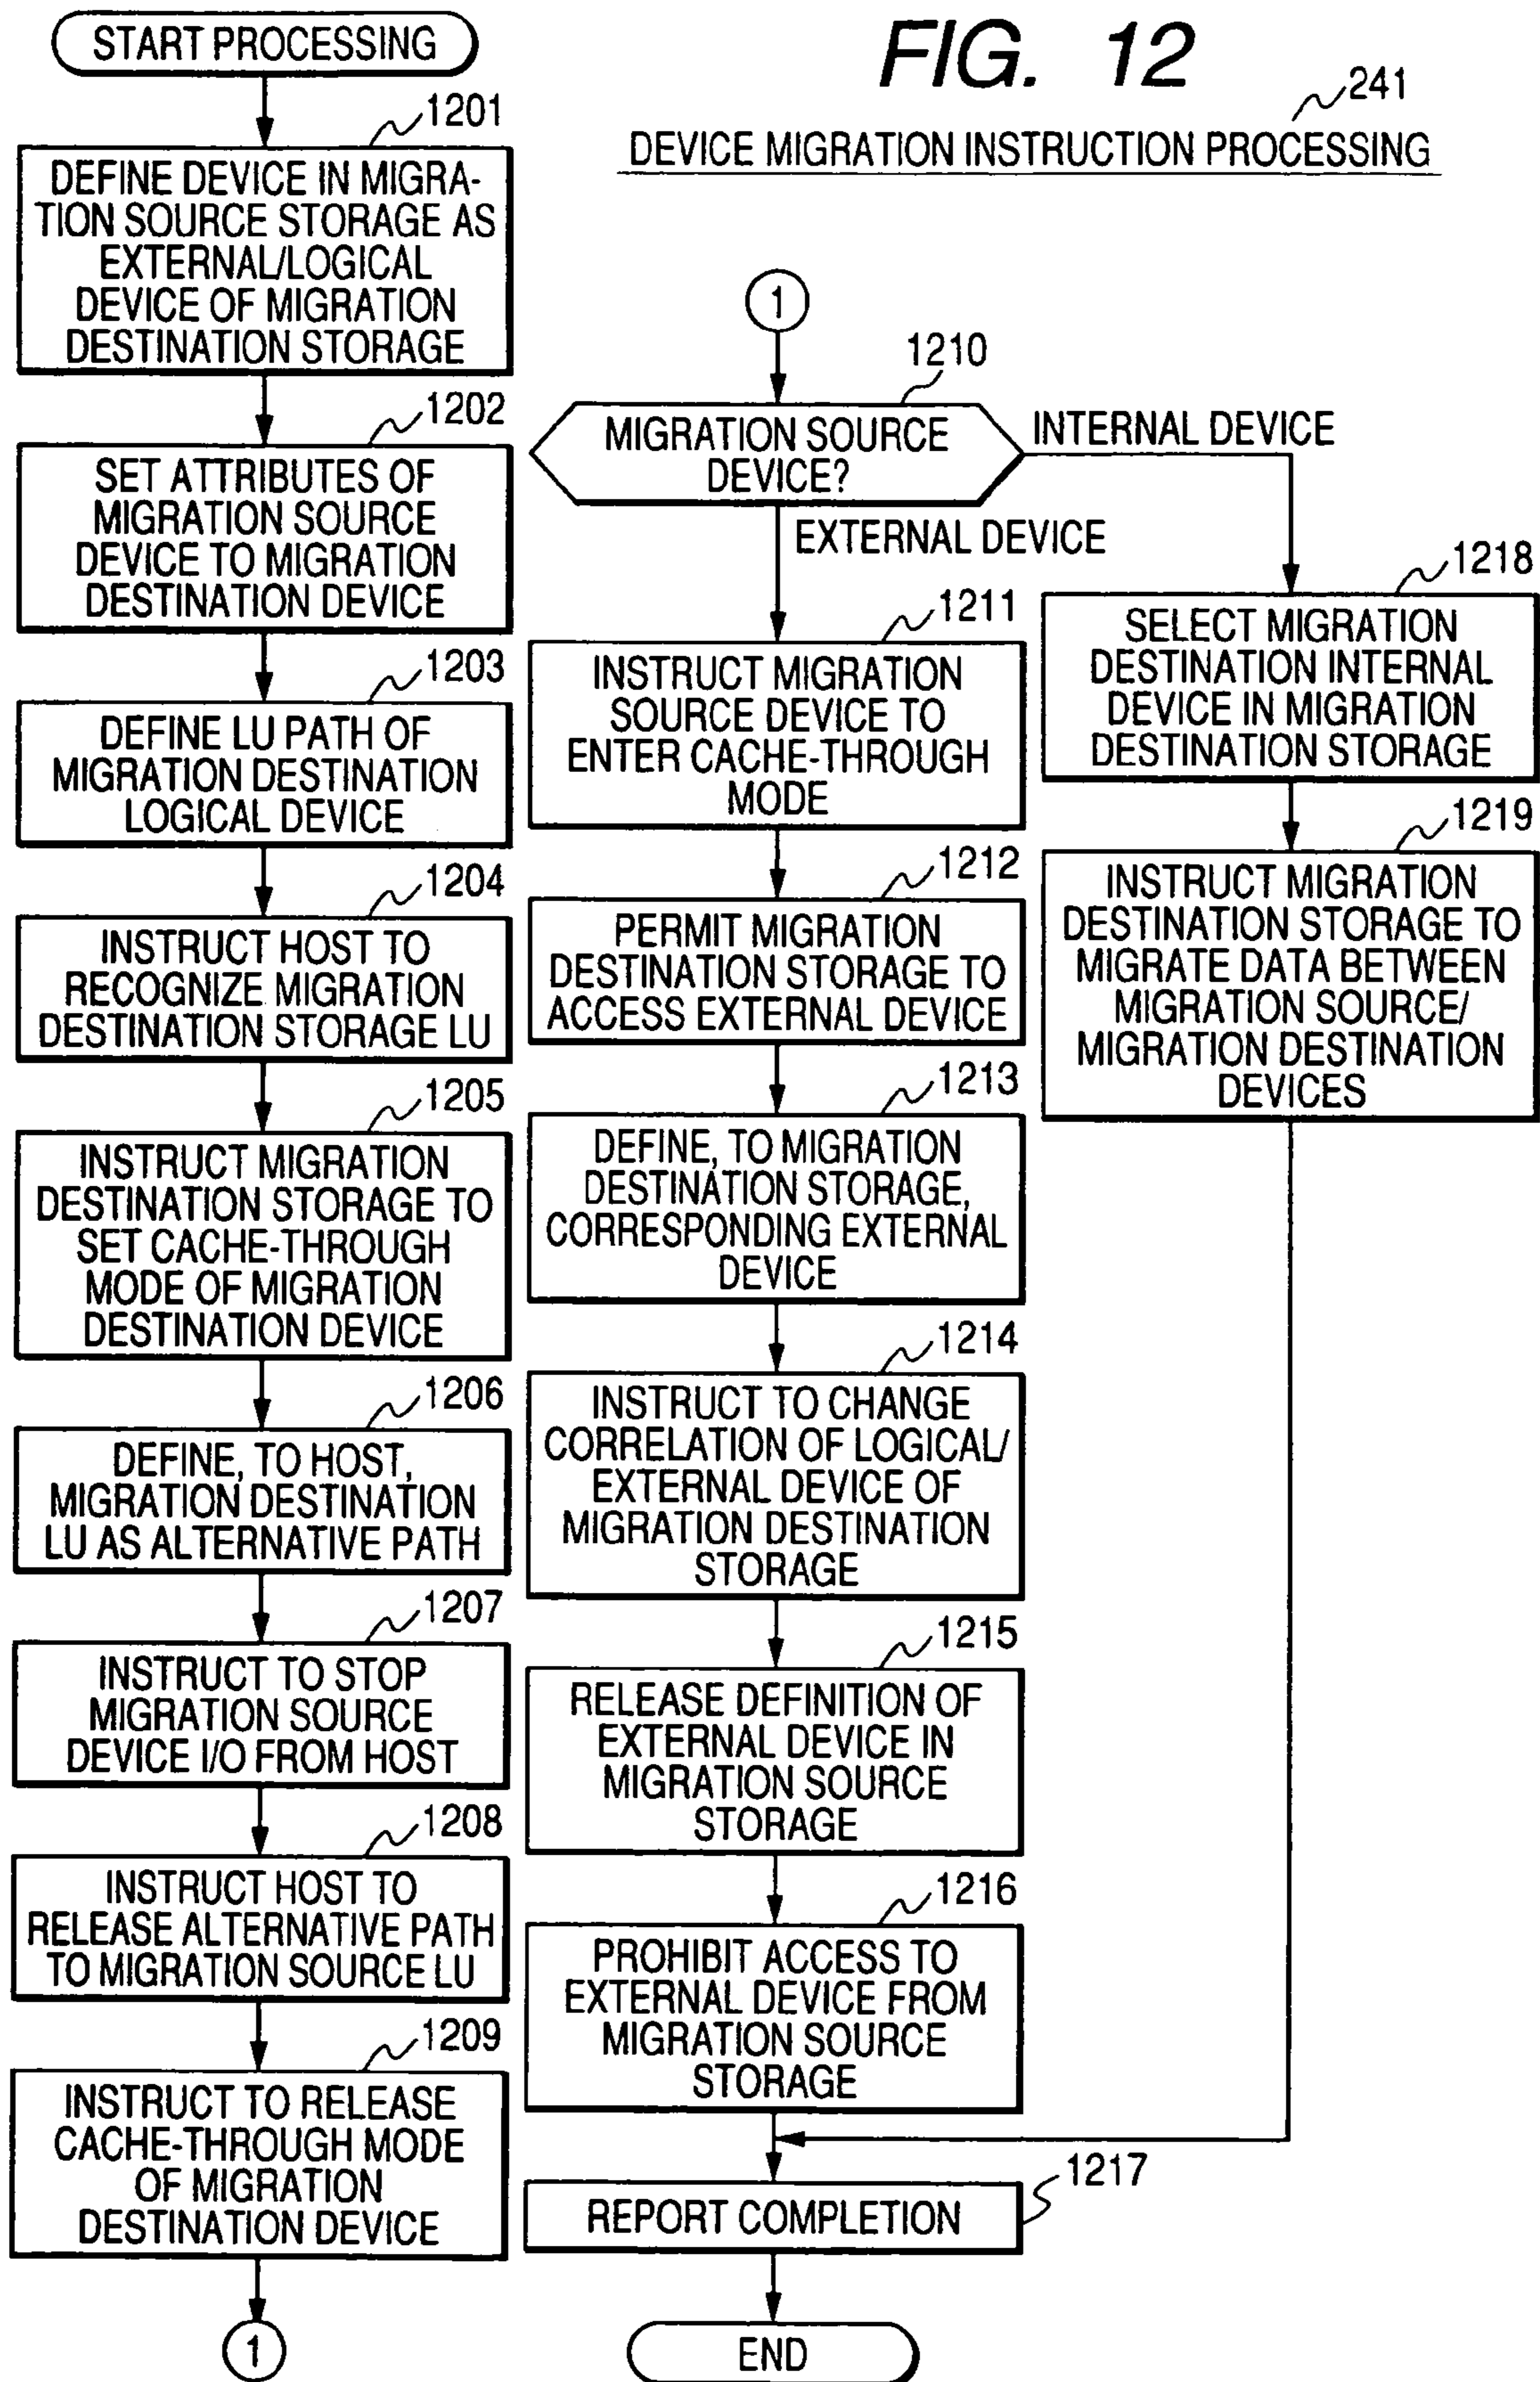 FIG. 12
241
DEVICE MIGRATION INSTRUCTION PROCESSING
START PROCESSING
1201
DEFINE DEVICE IN MIGRA-
TION SOURCE STORAGE AS
EXTERNAL/LOGICAL
DEVICE OF MIGRATION
DESTINATION STORAGE
1202
SET ATTRIBUTES OF
MIGRATION SOURCE
DEVICE TO MIGRATION
DESTINATION DEVICE
1203
DEFINE LU PATH OF
MIGRATION DESTINATION
LOGICAL DEVICE
1204
INSTRUCT HOST TO
RECOGNIZE MIGRATION
DESTINATION STORAGE LU
1205
INSTRUCT MIGRATION
DESTINATION STORAGE TO
SET CACHE-THROUGH
MODE OF MIGRATION
DESTINATION DEVICE
1206
DEFINE, TO HOST,
MIGRATION DESTINATION
LU AS ALTERNATIVE PATH
1207
INSTRUCT TO STOP
MIGRATION SOURCE
DEVICE I/O FROM HOST
1208
INSTRUCT HOST TO
RELEASE ALTERNATIVE PATH
TO MIGRATION SOURCE LU
1209
INSTRUCT TO RELEASE
CACHE-THROUGH MODE
OF MIGRATION
DESTINATION DEVICE
1
1
1210
MIGRATION SOURCE
DEVICE?
INTERNAL DEVICE
EXTERNAL DEVICE
1211
INSTRUCT MIGRATION
SOURCE DEVICE TO
ENTER CACHE-THROUGH
MODE
1212
PERMIT MIGRATION
DESTINATION STORAGE TO
ACCESS EXTERNAL DEVICE
1213
DEFINE, TO MIGRATION
DESTINATION STORAGE,
CORRESPONDING EXTERNAL
DEVICE
1214
INSTRUCT TO CHANGE
CORRELATION OF LOGICAL/
EXTERNAL DEVICE OF
MIGRATION DESTINATION
STORAGE
1215
RELEASE DEFINITION OF
EXTERNAL DEVICE IN
MIGRATION SOURCE
STORAGE
1216
PROHIBIT ACCESS TO
EXTERNAL DEVICE FROM
MIGRATION SOURCE
STORAGE
1217
REPORT COMPLETION
END
1218
SELECT MIGRATION
DESTINATION INTERNAL
DEVICE IN MIGRATION
DESTINATION STORAGE
1219
INSTRUCT MIGRATION
DESTINATION STORAGE TO
MIGRATE DATA BETWEEN
MIGRATION SOURCE/
MIGRATION DESTINATION
DEVICES